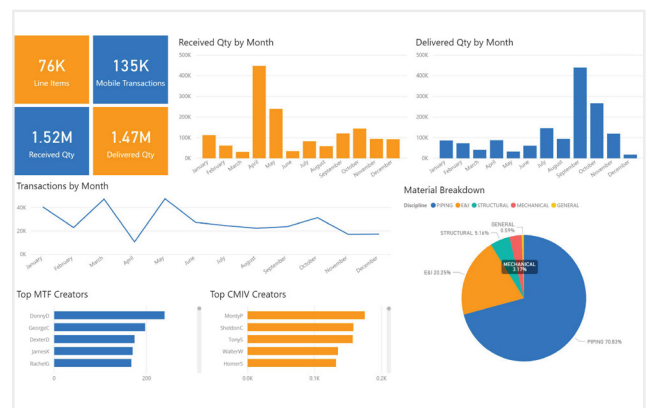 76K
Line Items
135K
Mobile Transactions
1.52M
Received Qty
1.47M
Delivered Qty
Received Qty by Month
500K
400K
300K
200K
100K
0K
January
February
March
April
May
June
July
August
September
October
November
December
Delivered Qty by Month
500K
400K
300K
200K
100K
0K
January
February
March
April
May
June
July
August
September
October
November
December
Transactions by Month
40K
20K
0K
January
February
March
April
May
June
July
August
September
October
November
December
Material Breakdown
Discipline PIPING E&I STRUCTURAL MECHANICAL GENERAL
GENERAL
0.59%
STRUCTURAL 5.16%
MECHANICAL
3.17%
E&I 20.25%
PIPING 70.83%
Top MTF Creators
DonnyD
GeorgeC
DexterD
JamesK
RachelG
0 200
Top CMIV Creators
MontyP
SheldonC
TonyS
WalterW
HomerS
0.0K 0.1K 0.2K